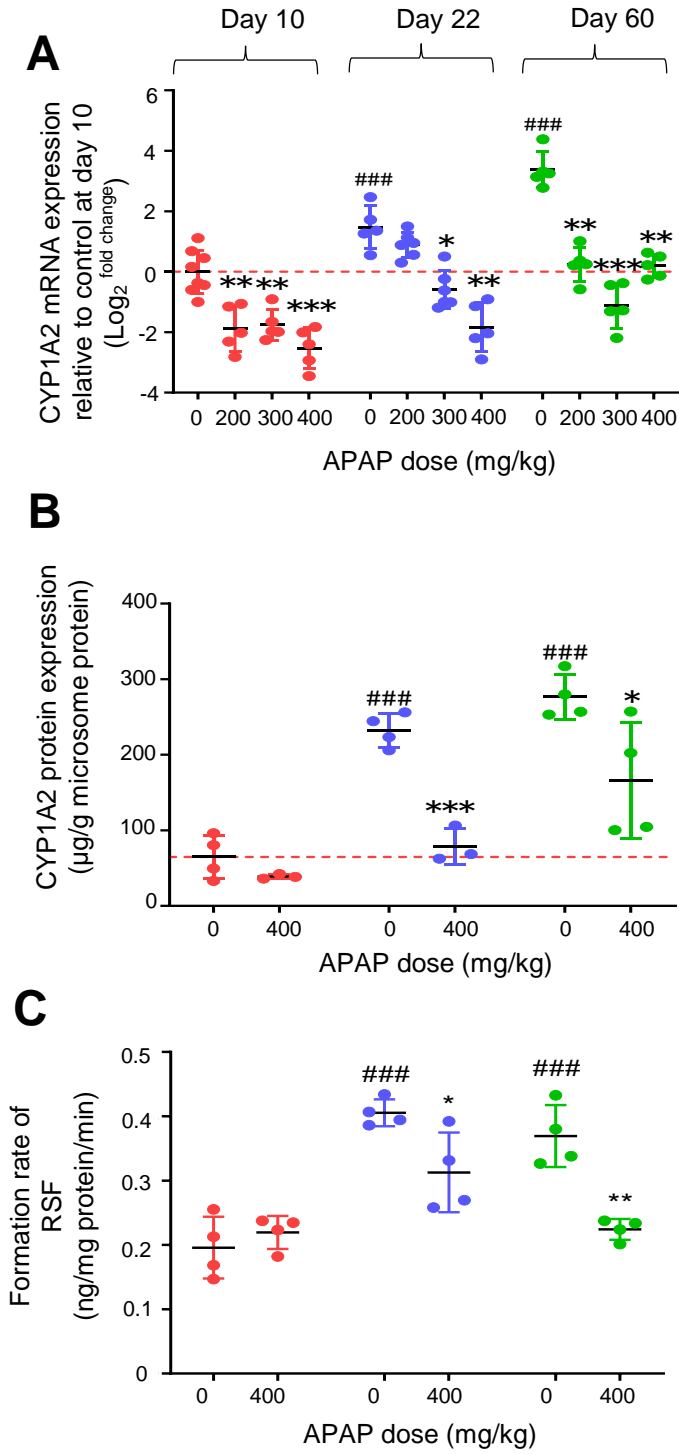 Day 10 Day 22 Day 60
A
CYP1A2 mRNA expression
relative to control at day 10
(Log2 fold change)
6
4
2
0
-2
-4
###
###
** ** ***
* **
** *** **
0 200 300 400 0 200 300 400 0 200 300 400
APAP dose (mg/kg)
B
CYP1A2 protein expression
(µg/g microsome protein)
400
300
200
100
0
###
***
###
*
0 400 0 400 0 400
APAP dose (mg/kg)
C
Formation rate of
RSF
(ng/mg protein/min)
0.5
0.4
0.3
0.2
0.1
0
###
*
###
**
0 400 0 400 0 400
APAP dose (mg/kg)